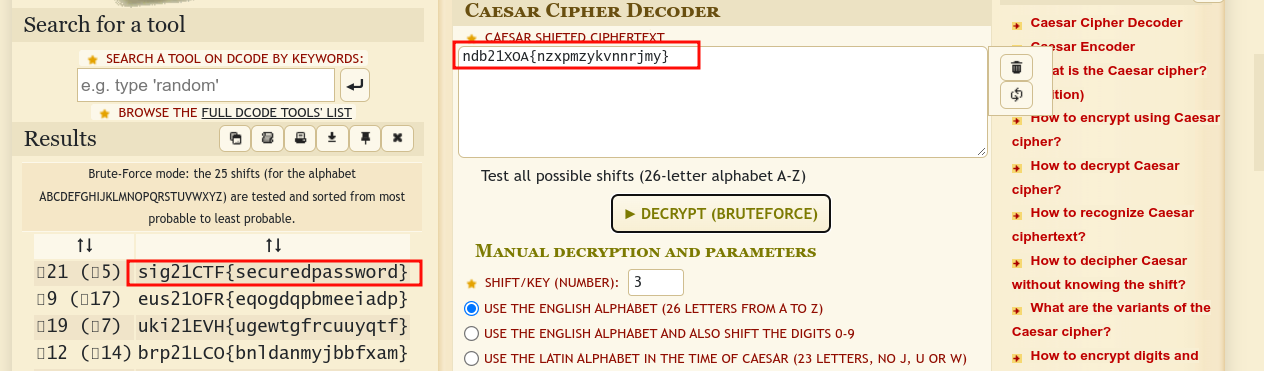 Search for a tool
★ SEARCH A TOOL ON DCODE BY KEYWORDS:
e.g. type 'random'
★ BROWSE THE FULL DCODE TOOLS' LIST
Results
Brute-Force mode: the 25 shifts (for the alphabet
ABCDEFGHIJKLMNOPQRSTUVWXYZ) are tested and sorted from most
probable to least probable.
↑↓ ↑↓
21 (5) sig21CTF{securedpassword}
9 (17) eus21OFR{eqogdqpbmeeiadp}
19 (7) uki21EVH{ugewtgfrcuuyqtf}
12 (14) brp21LCO{bnldanmyjbbfxam}
CAESAR CIPHER DECODER
★ CAESAR SHIFTED CIPHERTEXT
ndb21XOA{nzxpmzykvnnrjmy}
Test all possible shifts (26-letter alphabet A-Z)
► DECRYPT (BRUTEFORCE)
MANUAL DECRYPTION AND PARAMETERS
★ SHIFT/KEY (NUMBER): 3
USE THE ENGLISH ALPHABET (26 LETTERS FROM A TO Z)
USE THE ENGLISH ALPHABET AND ALSO SHIFT THE DIGITS 0-9
USE THE LATIN ALPHABET IN THE TIME OF CAESAR (23 LETTERS, NO J, U OR W)
Caesar Cipher Decoder
Caesar Encoder
is the Caesar cipher?
How to encrypt using Caesar
cipher?
How to decrypt Caesar
cipher?
How to recognize Caesar
ciphertext?
How to decipher Caesar
without knowing the shift?
What are the variants of the
Caesar cipher?
How to encrypt digits and